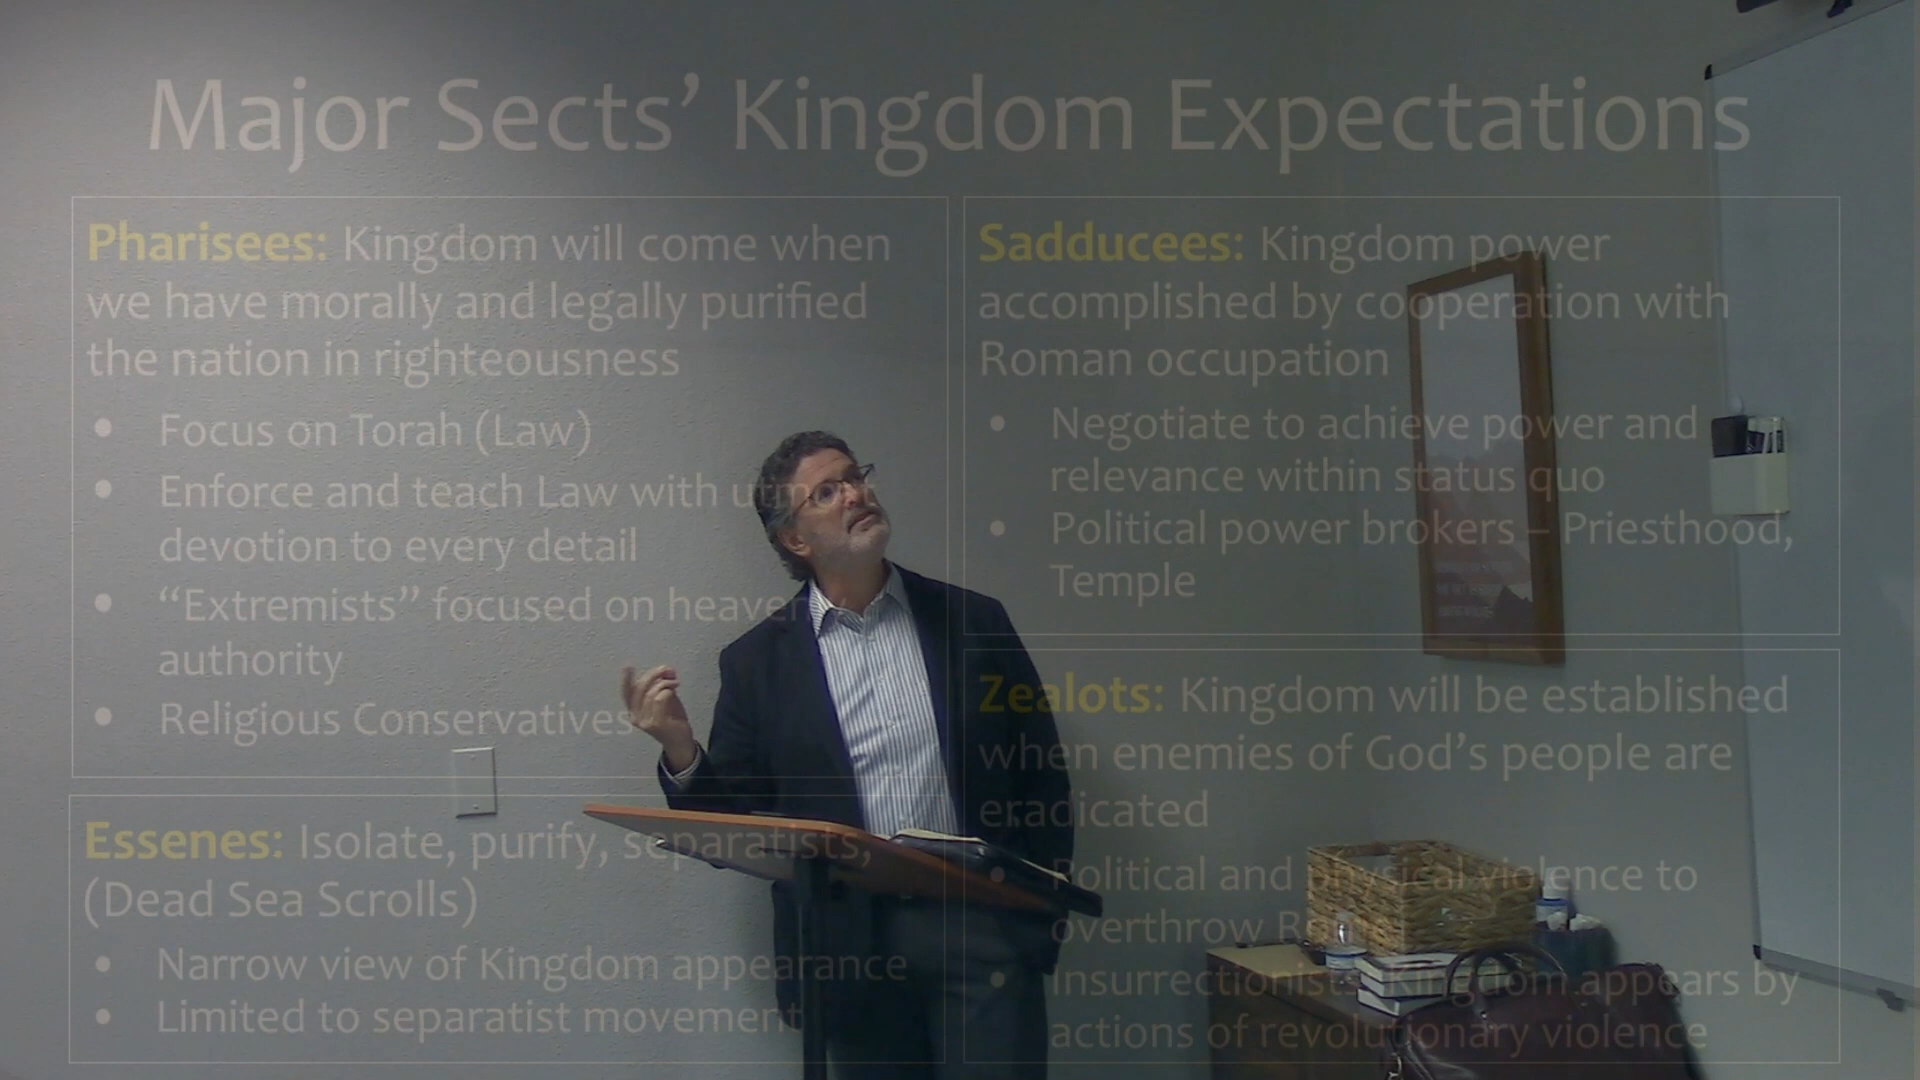 Major Sects’ Kingdom Expectations
Pharisees: Kingdom will come when
we have morally and legally purified
the nation in righteousness
• Focus on Torah (Law)
• Enforce and teach Law with
devotion to every detail
• “Extremists” focused on
authority
• Religious Conservatives
Essenes: Isolate, purify, separatists,
(Dead Sea Scrolls)
• Narrow view of Kingdom appearance
• Limited to separatist movement
Sadducees: Kingdom power
accomplished by cooperation with
Roman occupation
• Negotiate to achieve power and
relevance within status quo
• Political power brokers – Priesthood,
Temple
Zealots: Kingdom will be established
when enemies of God’s people are
eradicated
• Political and physical violence to
overthrow Rome
• Insurrectionists Kingdom appears by
actions of revolutionary violence